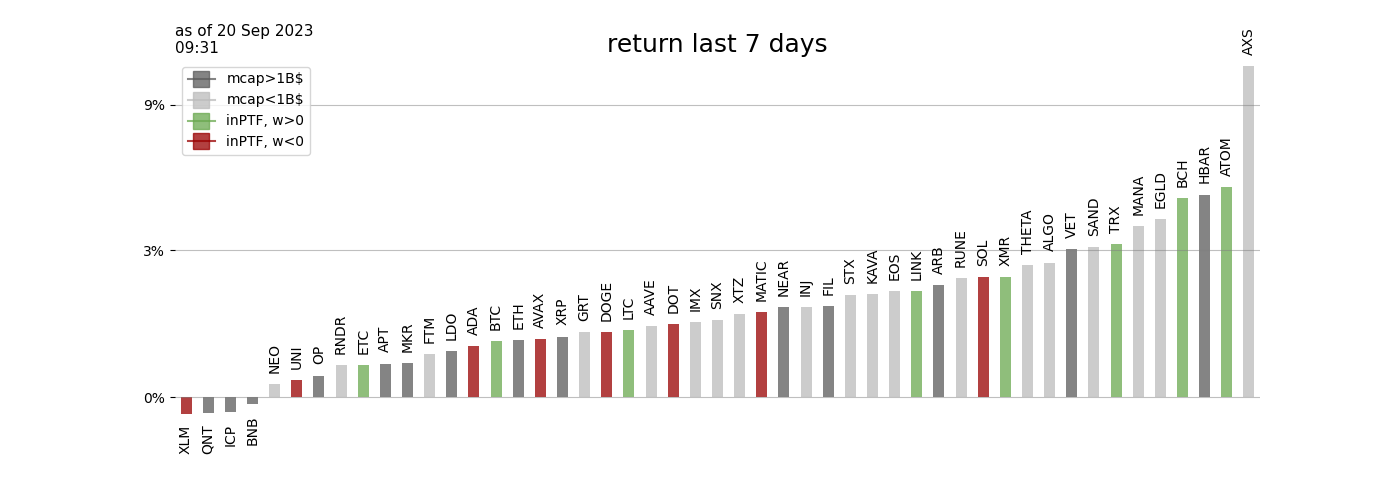 as of 20 Sep 2023
09:31
return last 7 days
mcap>1B$
mcap<1B$
inPTF, w>0
inPTF, w<0
9%
3%
0%
XLM
QNT
ICP
BNB
NEO
UNI
OP
RNDR
ETC
APT
MKR
FTM
LDO
ADA
BTC
ETH
AVAX
XRP
GRT
DOGE
LTC
AAVE
DOT
IMX
SNX
XTZ
MATIC
NEAR
INJ
FIL
STX
KAVA
EOS
LINK
ARB
RUNE
SOL
XMR
THETA
ALGO
VET
SAND
TRX
MANA
EGLD
BCH
HBAR
ATOM
AXS